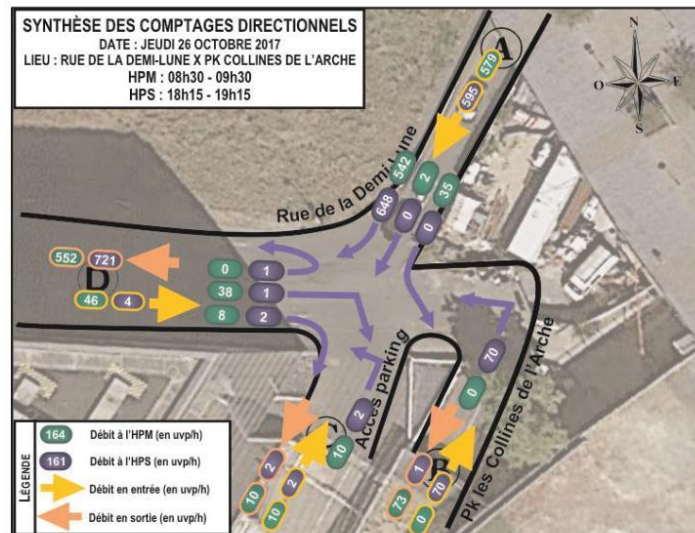 SYNTHÈSE DES COMPTAGES DIRECTIONNELS
DATE : JEUDI 26 OCTOBRE 2017
LIEU : RUE DE LA DEMI-LUNE X PK COLLINES DE L'ARCHE
HPM : 08h30 - 09h30
HPS : 18h15 - 19h15
A
579
595
N
O E
S
Rue de la Demi-Lune
542 2 35
648 0 0
552 721
D
46 4
0 1
38 1
8 2
70
0
Accès parking
Pk les Collines de l'Arche
2
10
C
2 2
10 10
B
1 70
73 0
LÉGENDE
164 Débit à l'HPM (en uvp/h)
161 Débit à l'HPS (en uvp/h)
Débit en entrée (en uvp/h)
Débit en sortie (en uvp/h)